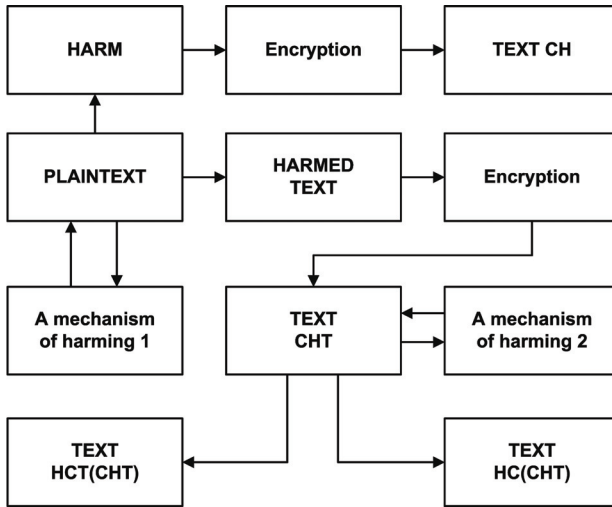 HARM
Encryption
TEXT CH
PLAINTEXT
HARMED
TEXT
Encryption
A mechanism
of harming 1
TEXT
CHT
A mechanism
of harming 2
TEXT
HCT(CHT)
TEXT
HC(CHT)